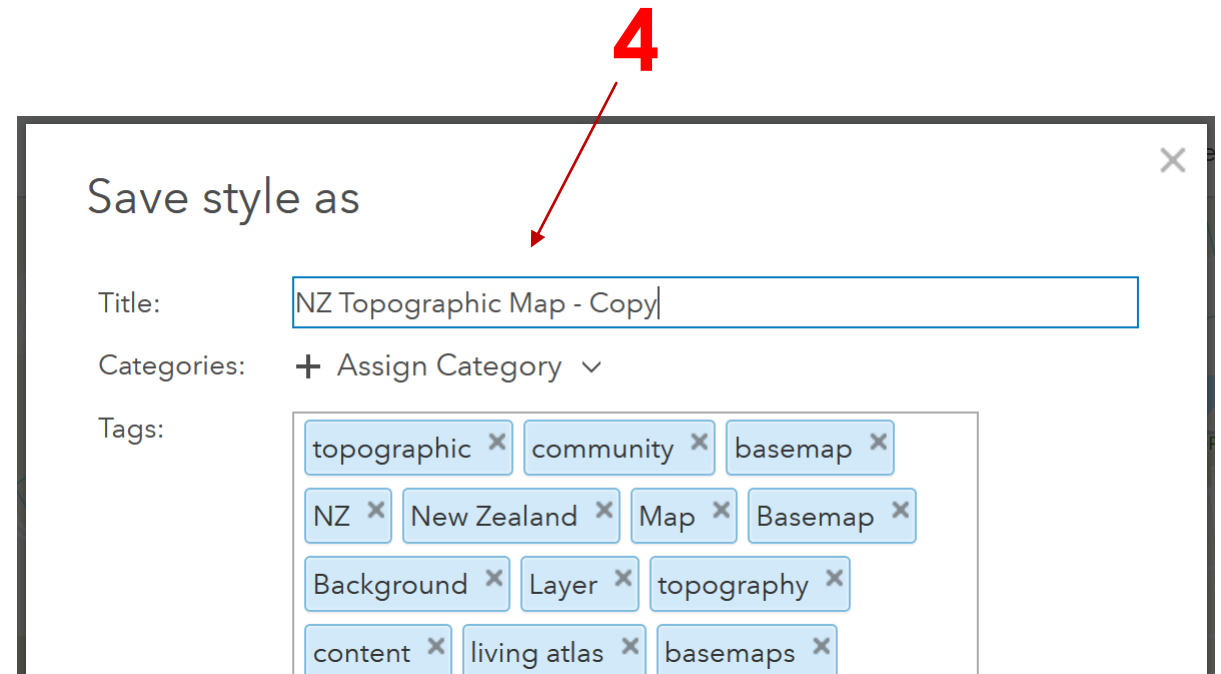 4
Save style as
Title: NZ Topographic Map - Copy
Categories: + Assign Category
Tags:
topographic × community × basemap ×
NZ × New Zealand × Map × Basemap ×
Background × Layer × topography ×
content × living atlas × basemaps ×